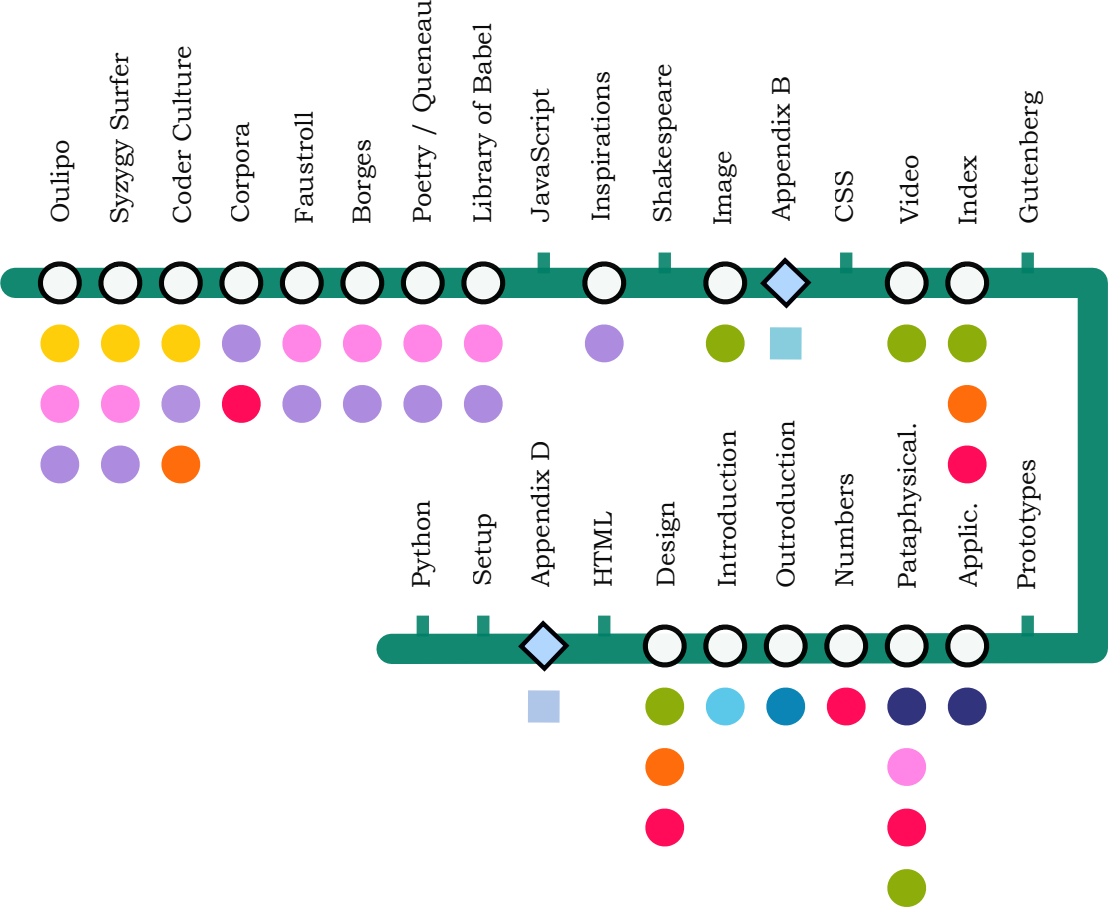 Oulipo
Syzygy Surfer
Coder Culture
Corpora
Faustroll
Borges
Poetry / Queneau
Library of Babel
JavaScript
Inspirations
Shakespeare
Image
Appendix B
CSS
Video
Index
Gutenberg
Python
Setup
Appendix D
HTML
Design
Introduction
Outroduction
Numbers
Pataphysical.
Applic.
Prototypes